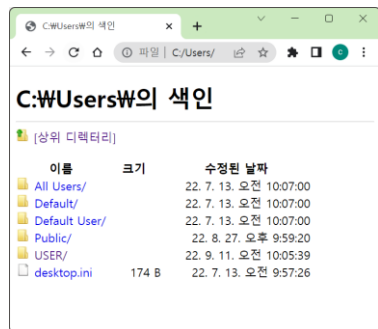 C:₩Users₩의 색인
파일 C:/Users/
C
C:₩Users₩의 색인
[상위 디렉터리]
이름 크기 수정된 날짜
All Users/ 22. 7. 13. 오전 10:07:00
Default/ 22. 7. 13. 오전 10:07:00
Default User/ 22. 7. 13. 오전 10:07:00
Public/ 22. 8. 27. 오후 9:59:20
USER/ 22. 9. 11. 오전 10:05:39
desktop.ini 174 B 22. 7. 13. 오전 9:57:26